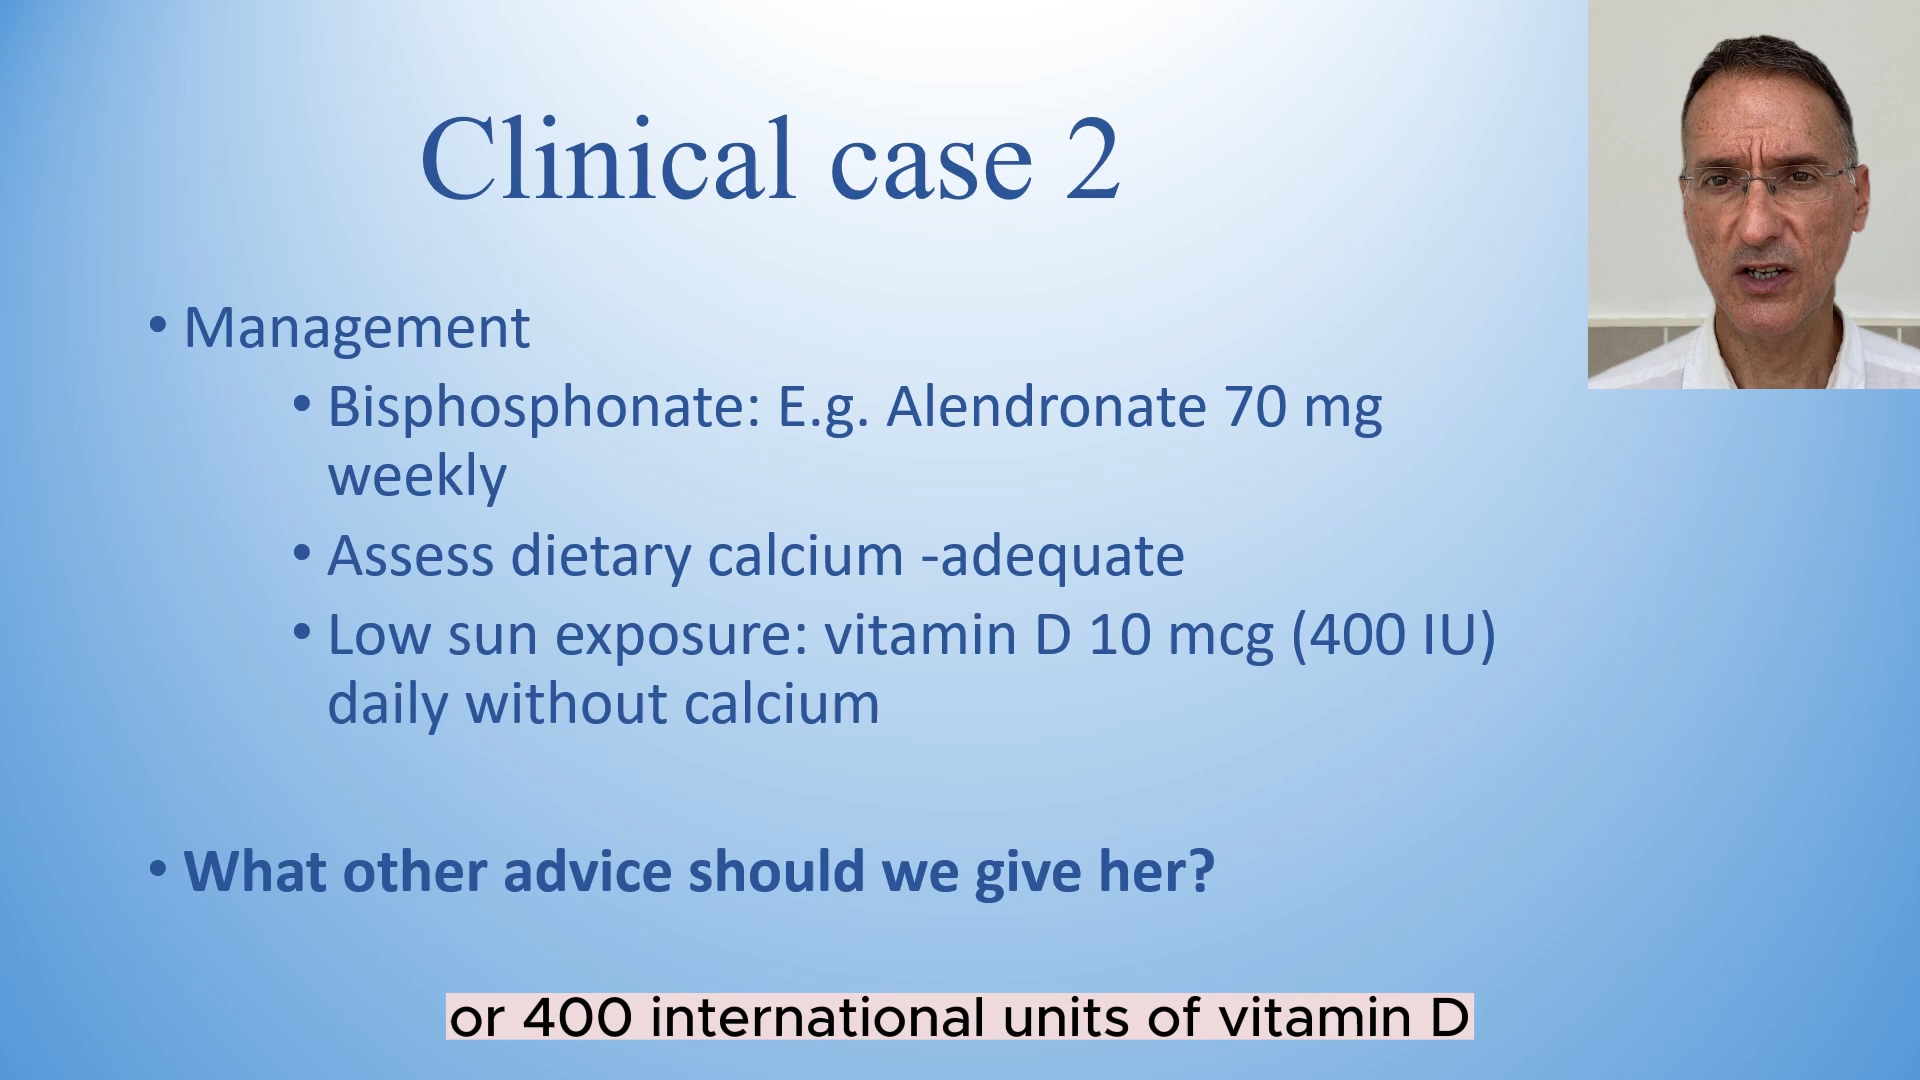 Clinical case 2
• Management
• Bisphosphonate: E.g. Alendronate 70 mg
weekly
• Assess dietary calcium -adequate
• Low sun exposure: vitamin D 10 mcg (400 IU)
daily without calcium
• What other advice should we give her?
or 400 international units of vitamin D